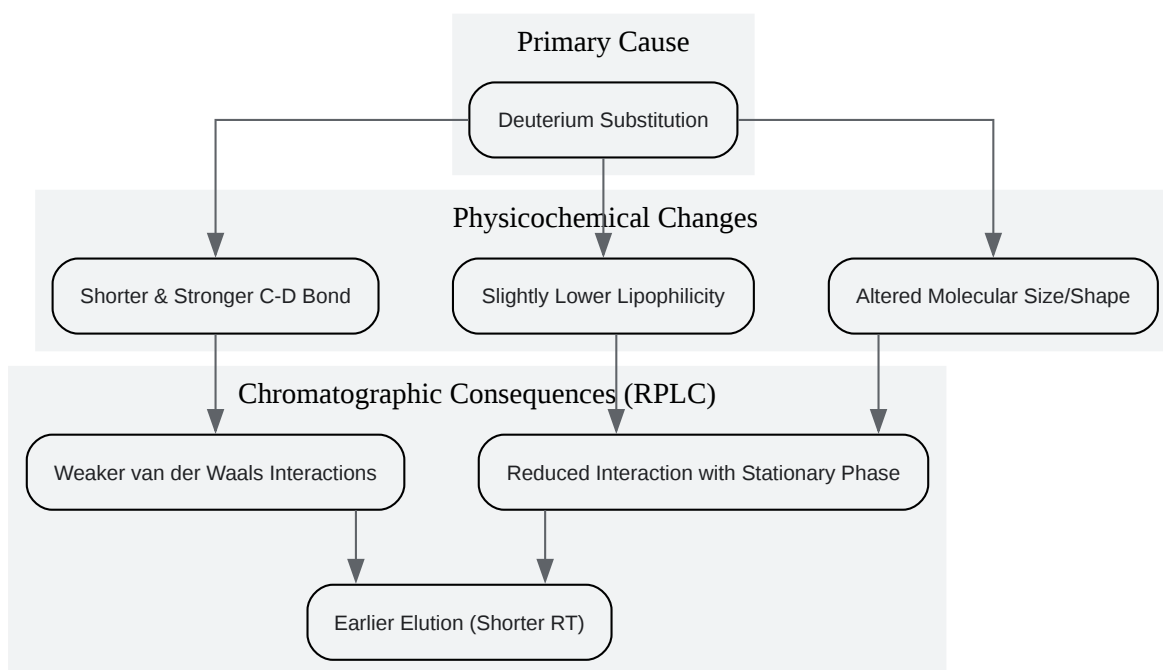 Primary Cause
Deuterium Substitution
Physicochemical Changes
Shorter & Stronger C-D Bond
Slightly Lower Lipophilicity
Altered Molecular Size/Shape
Chromatographic Consequences (RPLC)
Weaker van der Waals Interactions
Reduced Interaction with Stationary Phase
Earlier Elution (Shorter RT)